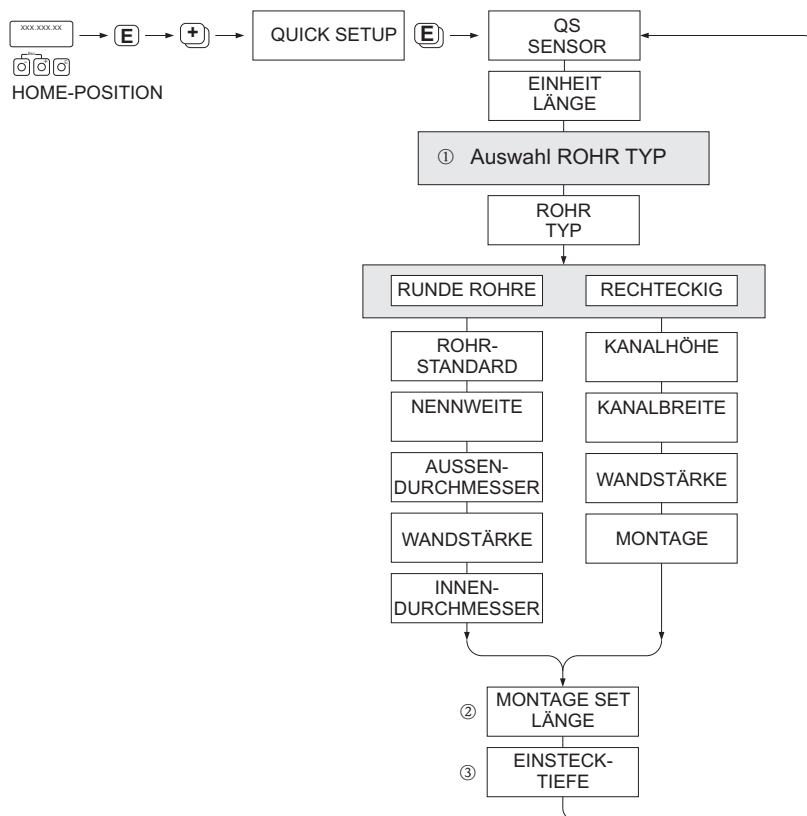 xxx.xxx.xx
Esc
E
+
QUICK SETUP
E
QS
SENSOR
HOME-POSITION
EINHEIT
LÄNGE
① Auswahl ROHR TYP
ROHR
TYP
RUNDE ROHRE
RECHTECKIG
ROHR-
STANDARD
KANALHÖHE
NENNWEITE
KANALBREITE
AUSSEN-
DURCHMESSER
WANDSTÄRKE
WANDSTÄRKE
MONTAGE
INNEN-
DURCHMESSER
② MONTAGE SET
LÄNGE
③ EINSTECK-
TIEFE